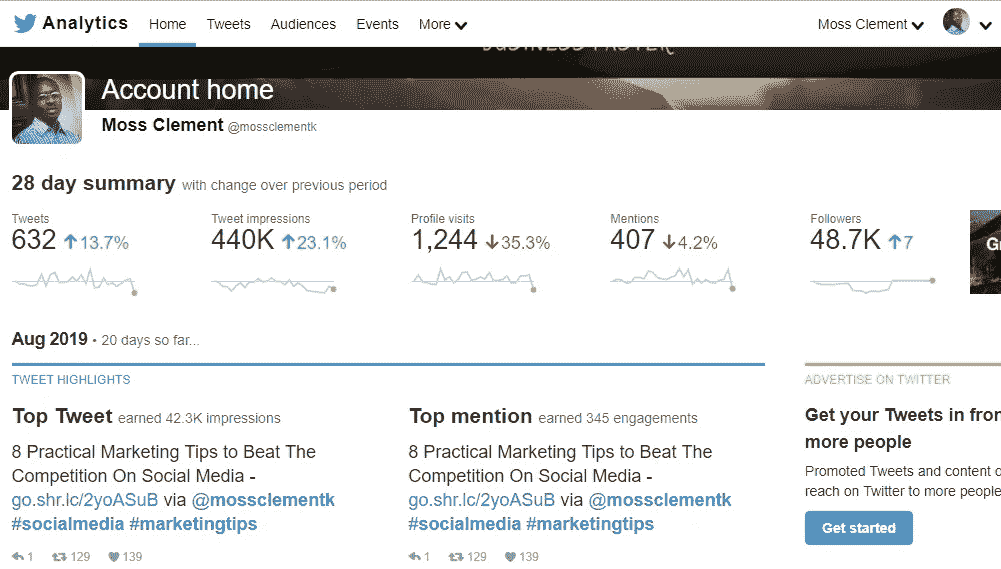 Analytics Home Tweets Audiences Events More Moss Clement
BUSINESS FASTER
Account home
Moss Clement @mossclementk
28 day summary with change over previous period
Tweets Tweet impressions Profile visits Mentions Followers
632 13.7% 440K 23.1% 1,244 35.3% 407 4.2% 48.7K 7
Aug 2019 • 20 days so far...
TWEET HIGHLIGHTS
Top Tweet earned 42.3K impressions
8 Practical Marketing Tips to Beat The
Competition On Social Media -
go.shr.lc/2yoASuB via @mossclementk
#socialmedia #marketingtips
1 129 139
Top mention earned 345 engagements
8 Practical Marketing Tips to Beat The
Competition On Social Media -
go.shr.lc/2yoASuB via @mossclementk
#socialmedia #marketingtips
1 129 139
ADVERTISE ON TWITTER
Get your Tweets in fron
more people
Promoted Tweets and content
reach on Twitter to more people
Get started